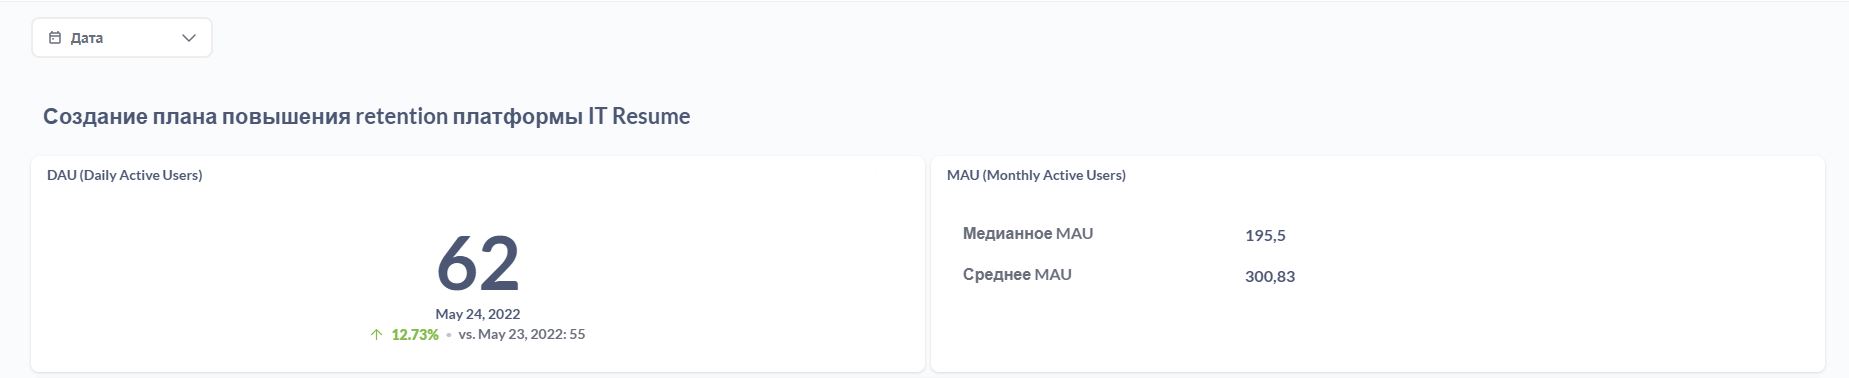 Дата
Создание плана повышения retention платформы IT Resume
DAU (Daily Active Users)
62
May 24, 2022
12.73% • vs. May 23, 2022: 55
MAU (Monthly Active Users)
Медианное MAU 195,5
Среднее MAU 300,83